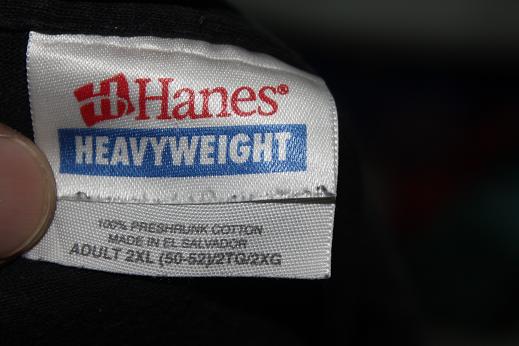 Hanes®
HEAVYWEIGHT
100% PRESHRUNK COTTON
MADE IN EL SALVADOR
ADULT 2XL (50-52)/2TG/2XG